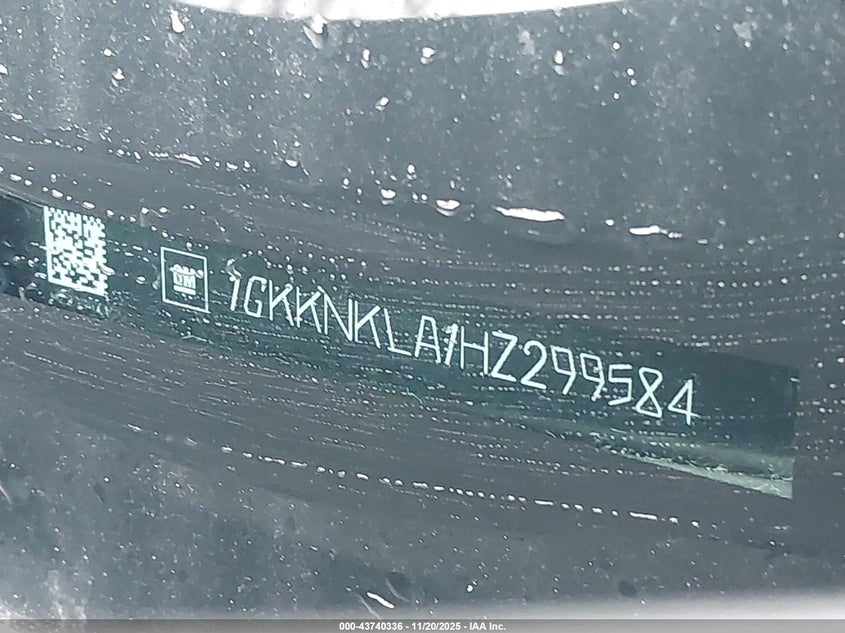 GM
1GKKNKLA1HZ299584
000-43740336 - 11/20/2025 - IAA Inc.